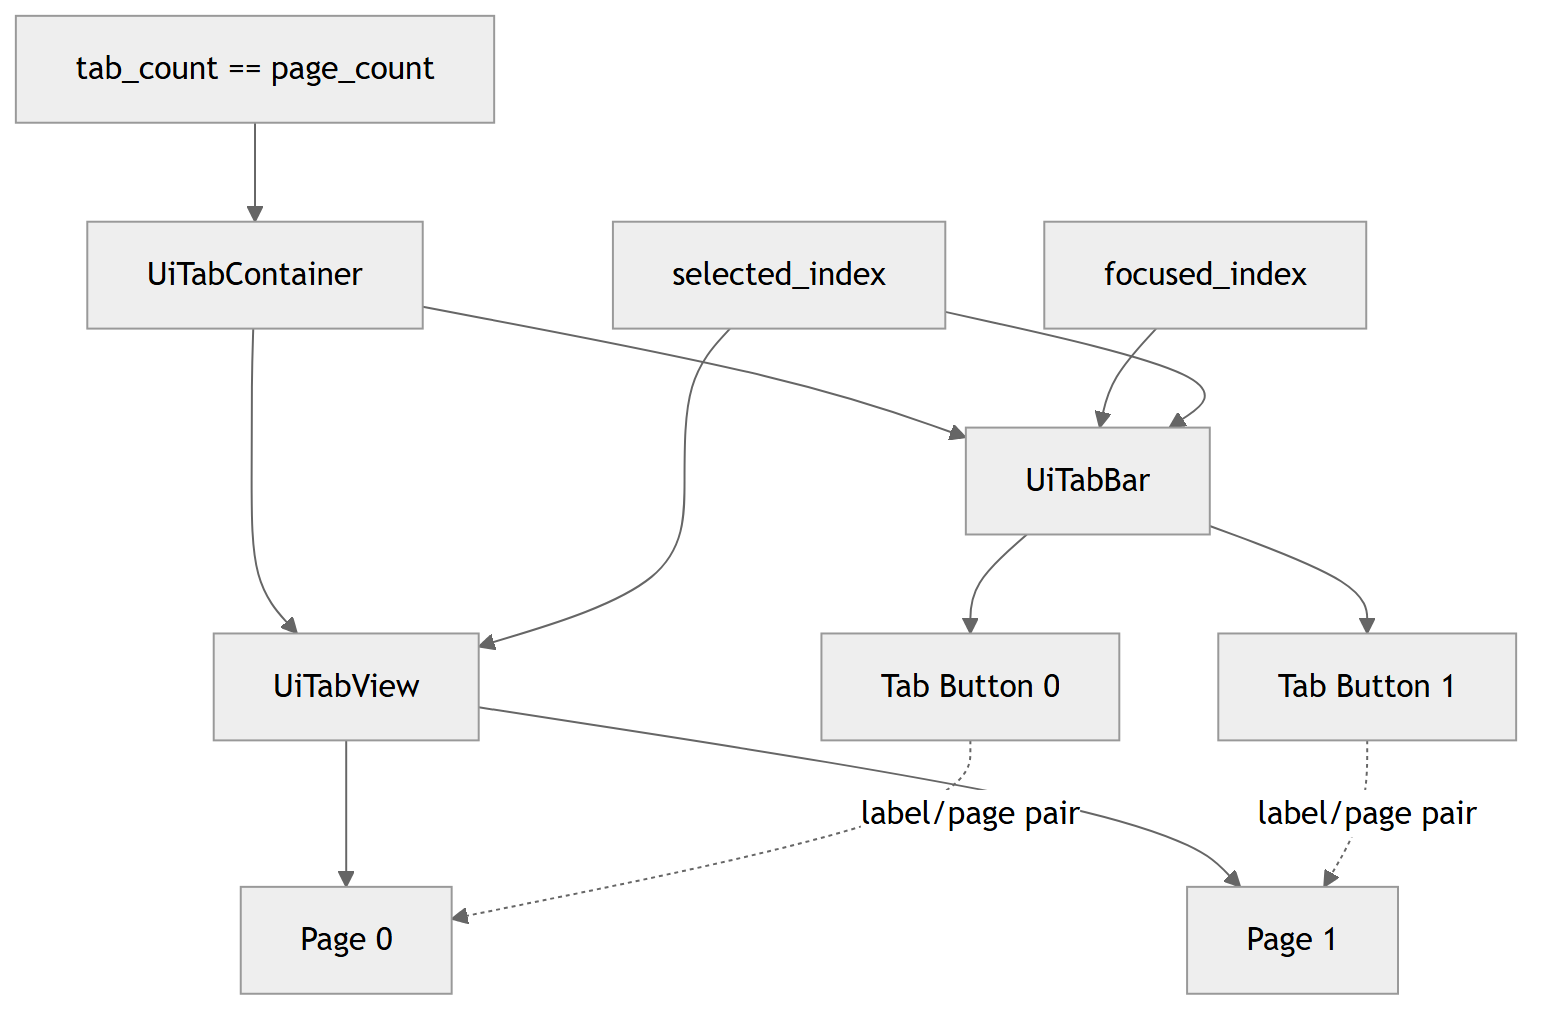 tab_count == page_count
UiTabContainer
selected_index
focused_index
UiTabBar
UiTabView
Tab Button 0
Tab Button 1
label/page pair
label/page pair
Page 0
Page 1